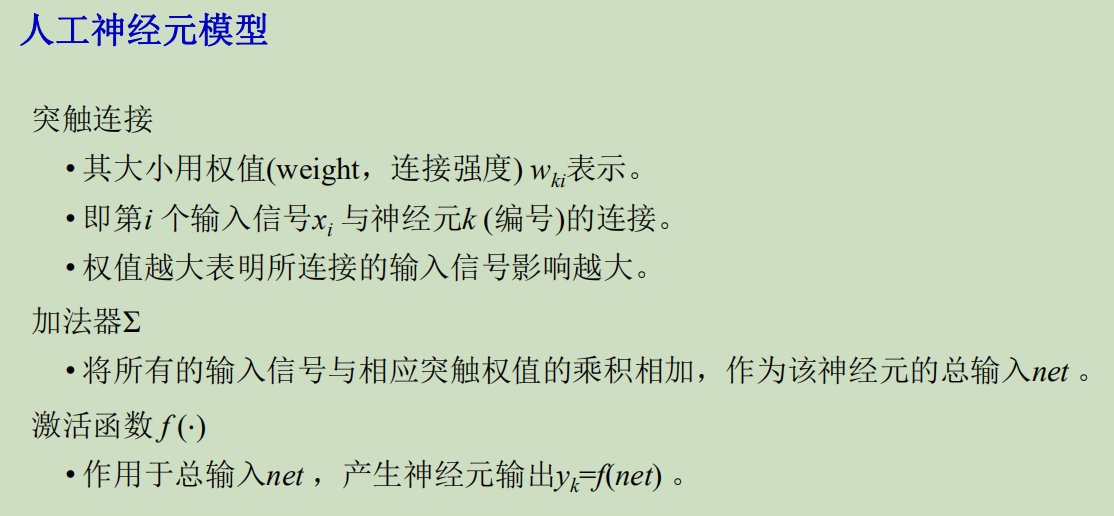 人工神经元模型
突触连接
• 其大小用权值(weight，连接强度) wki表示。
• 即第i 个输入信号xi 与神经元k (编号)的连接。
• 权值越大表明所连接的输入信号影响越大。
加法器Σ
• 将所有的输入信号与相应突触权值的乘积相加，作为该神经元的总输入net 。
激活函数 f (·)
• 作用于总输入net ，产生神经元输出yk=f(net) 。